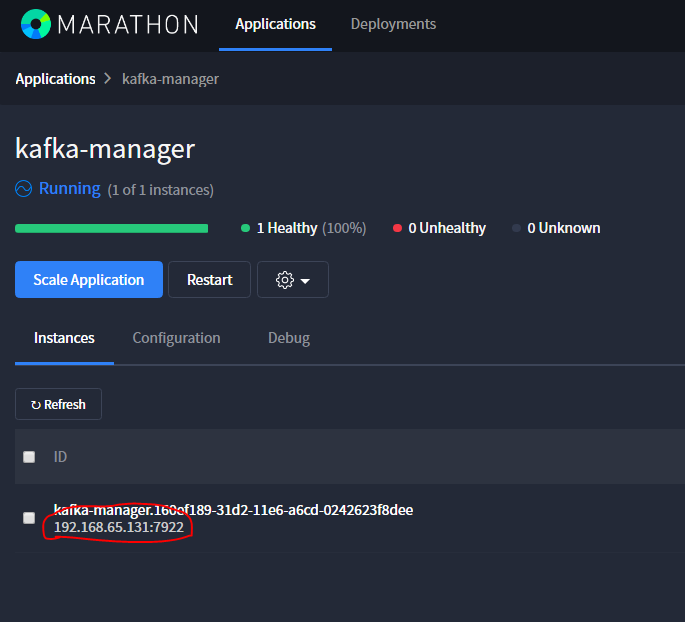 MARATHON Applications Deployments
Applications > kafka-manager
kafka-manager
Running (1 of 1 instances)
1 Healthy (100%) 0 Unhealthy 0 Unknown
Scale Application Restart
Instances Configuration Debug
↻ Refresh
ID
kafka-manager.160ef189-31d2-11e6-a6cd-0242623f8dee
192.168.65.131:7922